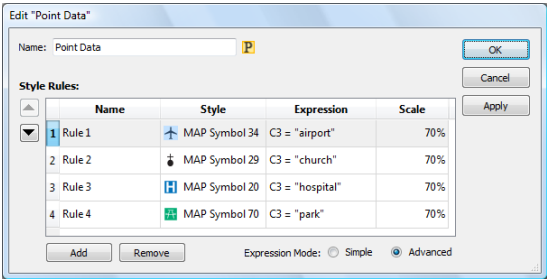 Edit "Point Data"
Name: Point Data P
OK
Cancel
Apply
Style Rules:
Name Style Expression Scale
1 Rule 1 MAP Symbol 34 C3 = "airport" 70%
2 Rule 2 MAP Symbol 29 C3 = "church" 70%
3 Rule 3 H MAP Symbol 20 C3 = "hospital" 70%
4 Rule 4 MAP Symbol 70 C3 = "park" 70%
Add Remove Expression Mode: Simple Advanced